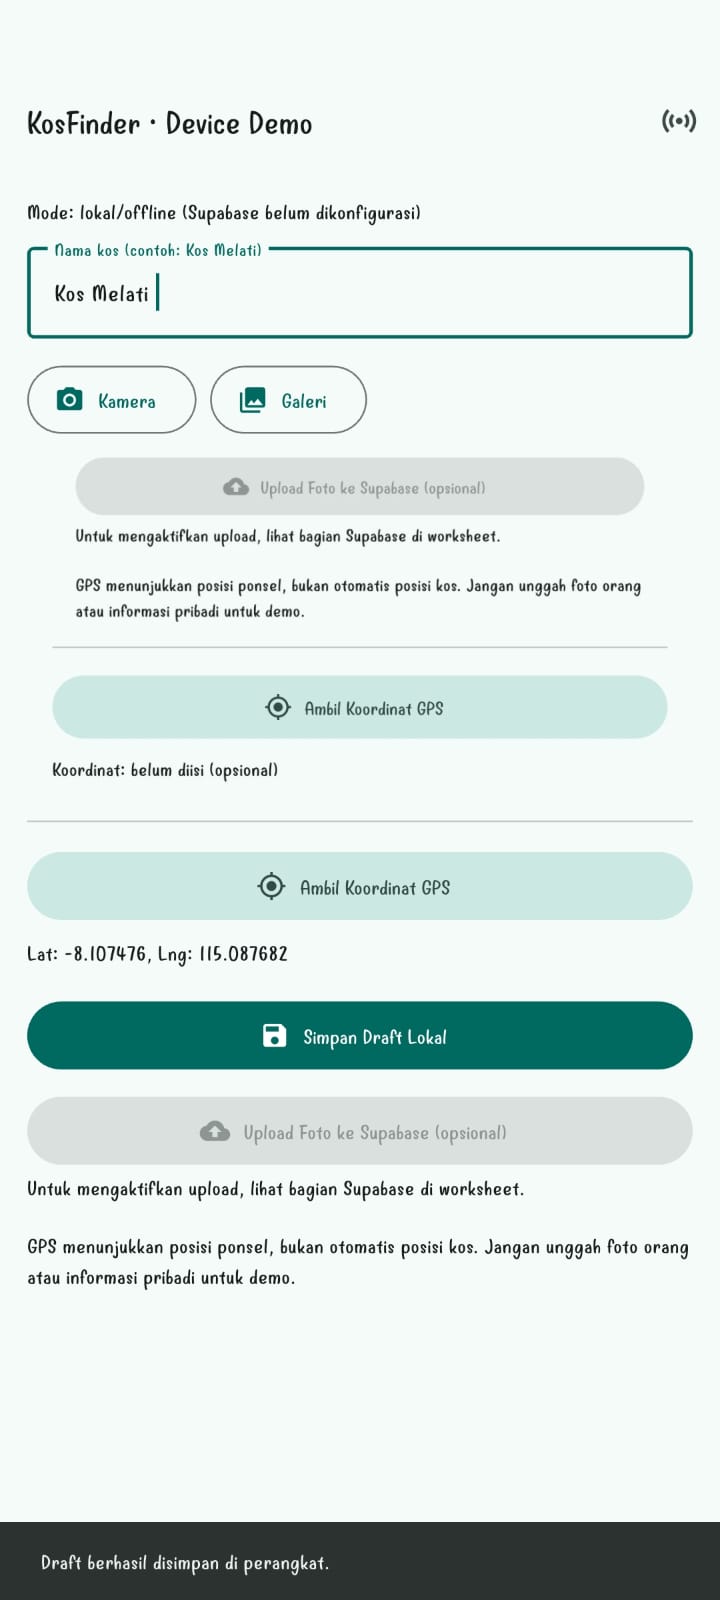 KosFinder · Device Demo
Mode: lokal/offline (Supabase belum dikonfigurasi)
Nama kos (contoh: Kos Melati)
Kos Melati
Kamera
Galeri
Upload Foto ke Supabase (opsional)
Untuk mengaktifkan upload, lihat bagian Supabase di worksheet.
GPS menunjukkan posisi ponsel, bukan otomatis posisi kos. Jangan unggah foto orang
atau informasi pribadi untuk demo.
Ambil Koordinat GPS
Koordinat: belum diisi (opsional)
Ambil Koordinat GPS
Lat: -8.107476, Lng: 115.087682
Simpan Draft Lokal
Upload Foto ke Supabase (opsional)
Untuk mengaktifkan upload, lihat bagian Supabase di worksheet.
GPS menunjukkan posisi ponsel, bukan otomatis posisi kos. Jangan unggah foto orang
atau informasi pribadi untuk demo.
Draft berhasil disimpan di perangkat.